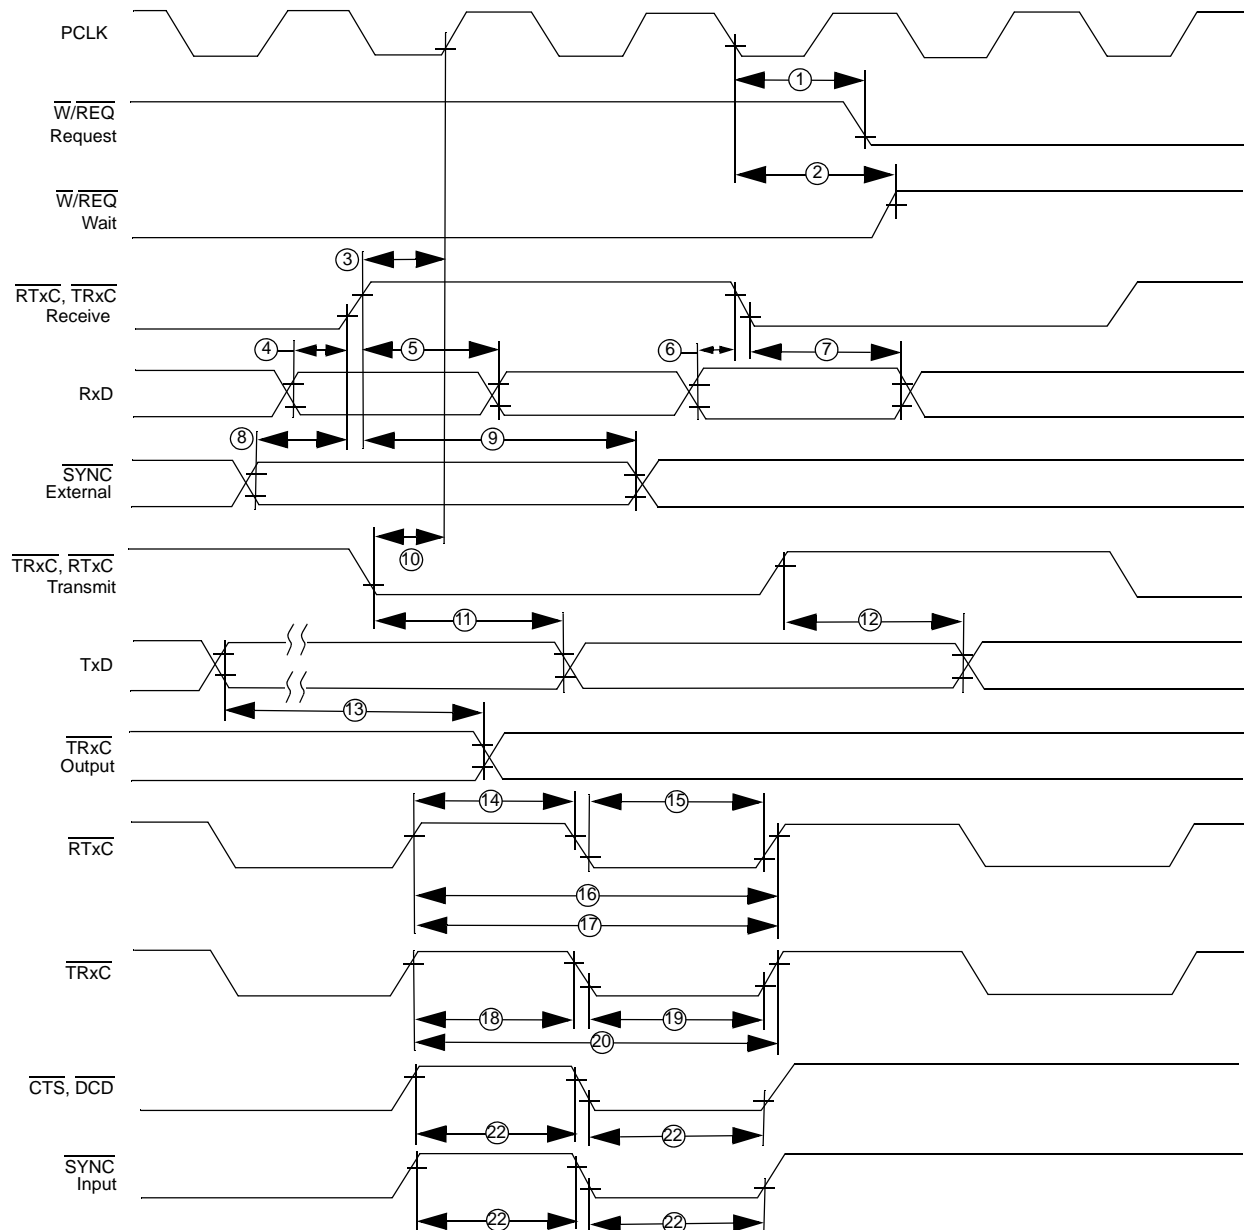 PCLK
1
W/REQ
Request
2
W/REQ
Wait
3
RTxC, TRxC
Receive
4
5
6
7
RxD
8
9
SYNC
External
10
TRxC, RTxC
Transmit
11
12
TxD
13
TRxC
Output
14
15
RTxC
16
17
TRxC
18
19
20
CTS, DCD
22
22
SYNC
Input
22
22